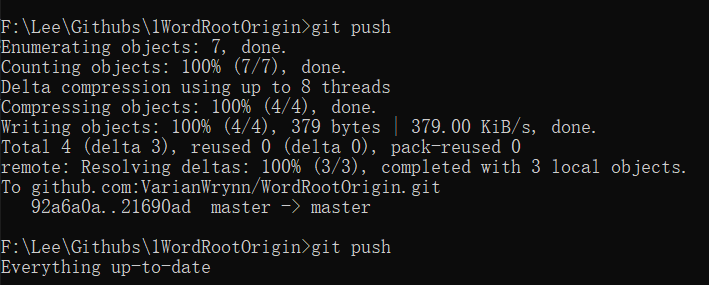 F:\Lee\Githubs\lWordRootOrigin>git push
Enumerating objects: 7, done.
Counting objects: 100% (7/7), done.
Delta compression using up to 8 threads
Compressing objects: 100% (4/4), done.
Writing objects: 100% (4/4), 379 bytes | 379.00 KiB/s, done.
Total 4 (delta 3), reused 0 (delta 0), pack-reused 0
remote: Resolving deltas: 100% (3/3), completed with 3 local objects.
To github.com:VarianWrynn/WordRootOrigin.git
   92a6a0a..21690ad  master -> master
F:\Lee\Githubs\lWordRootOrigin>git push
Everything up-to-date